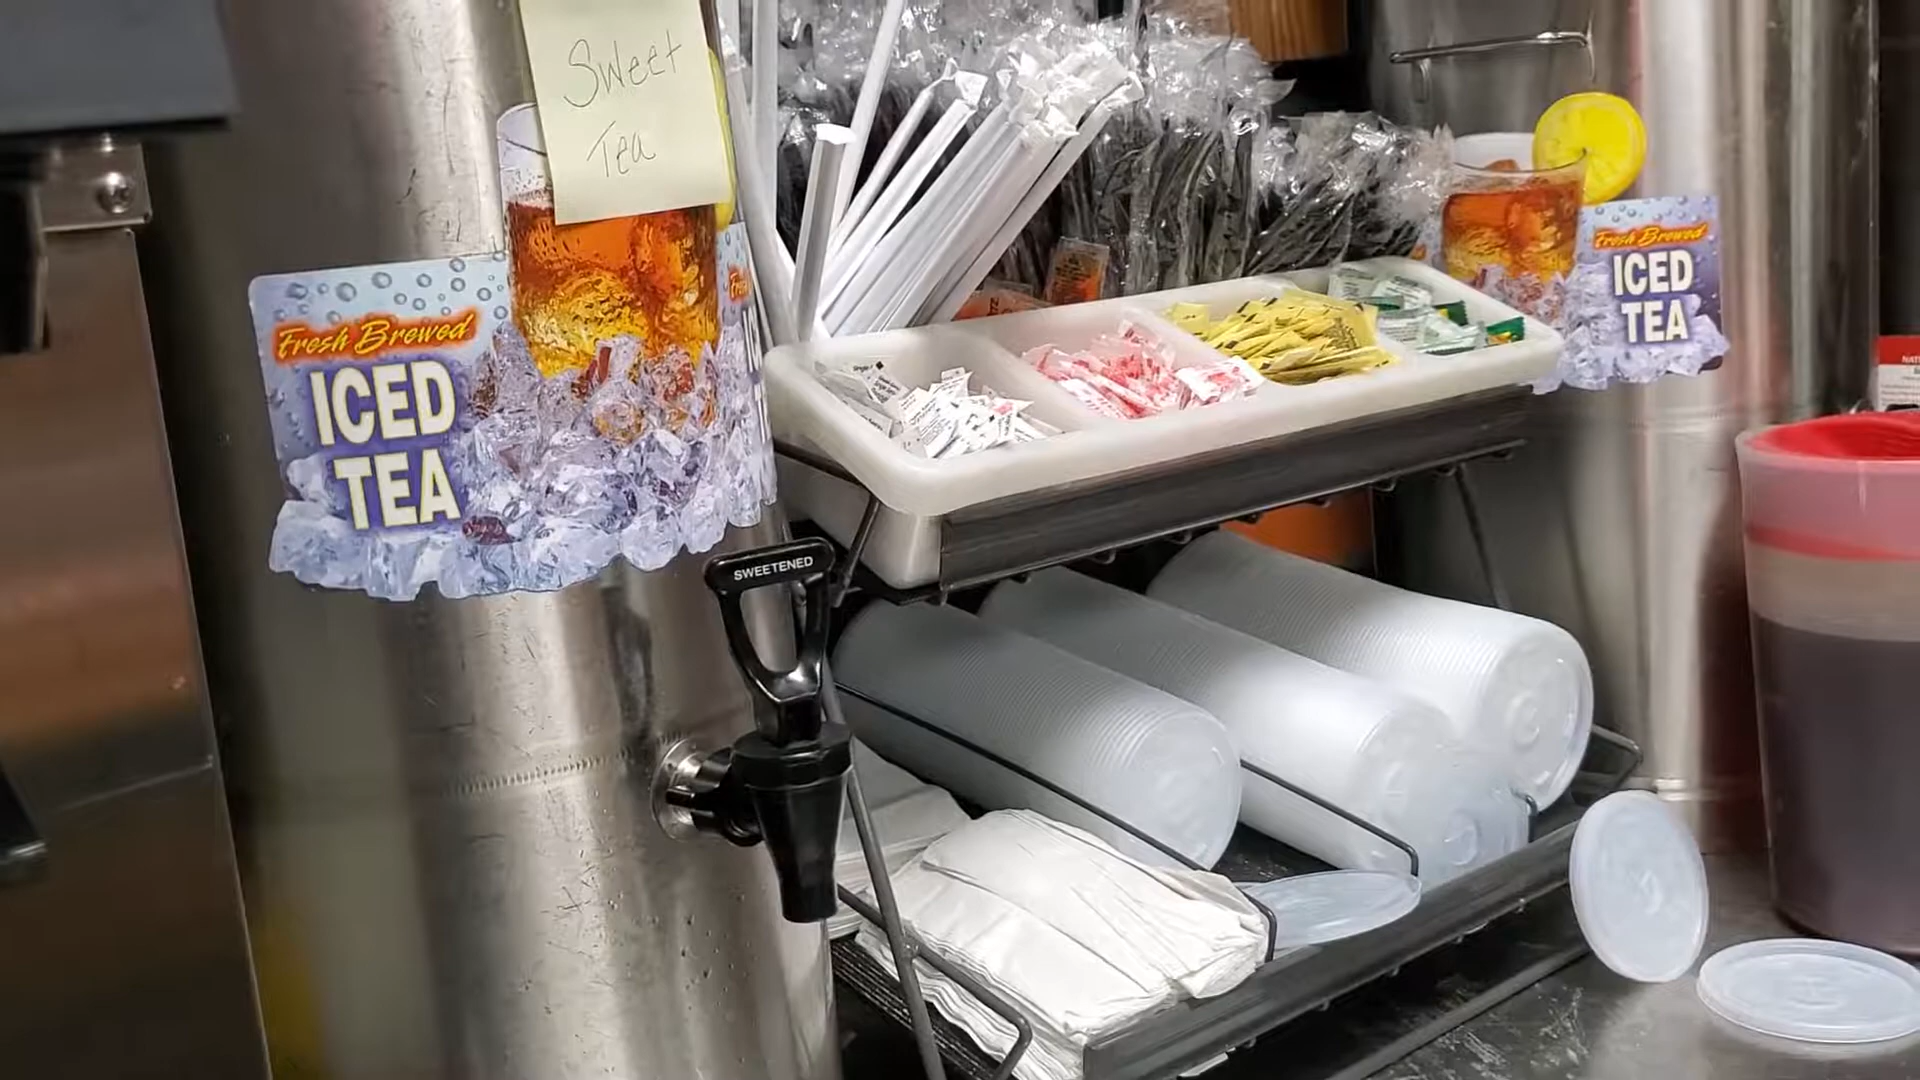 Sweet
Tea
Fresh Brewed
ICED
TEA
SWEETENED
Fresh Brewed
ICED
TEA